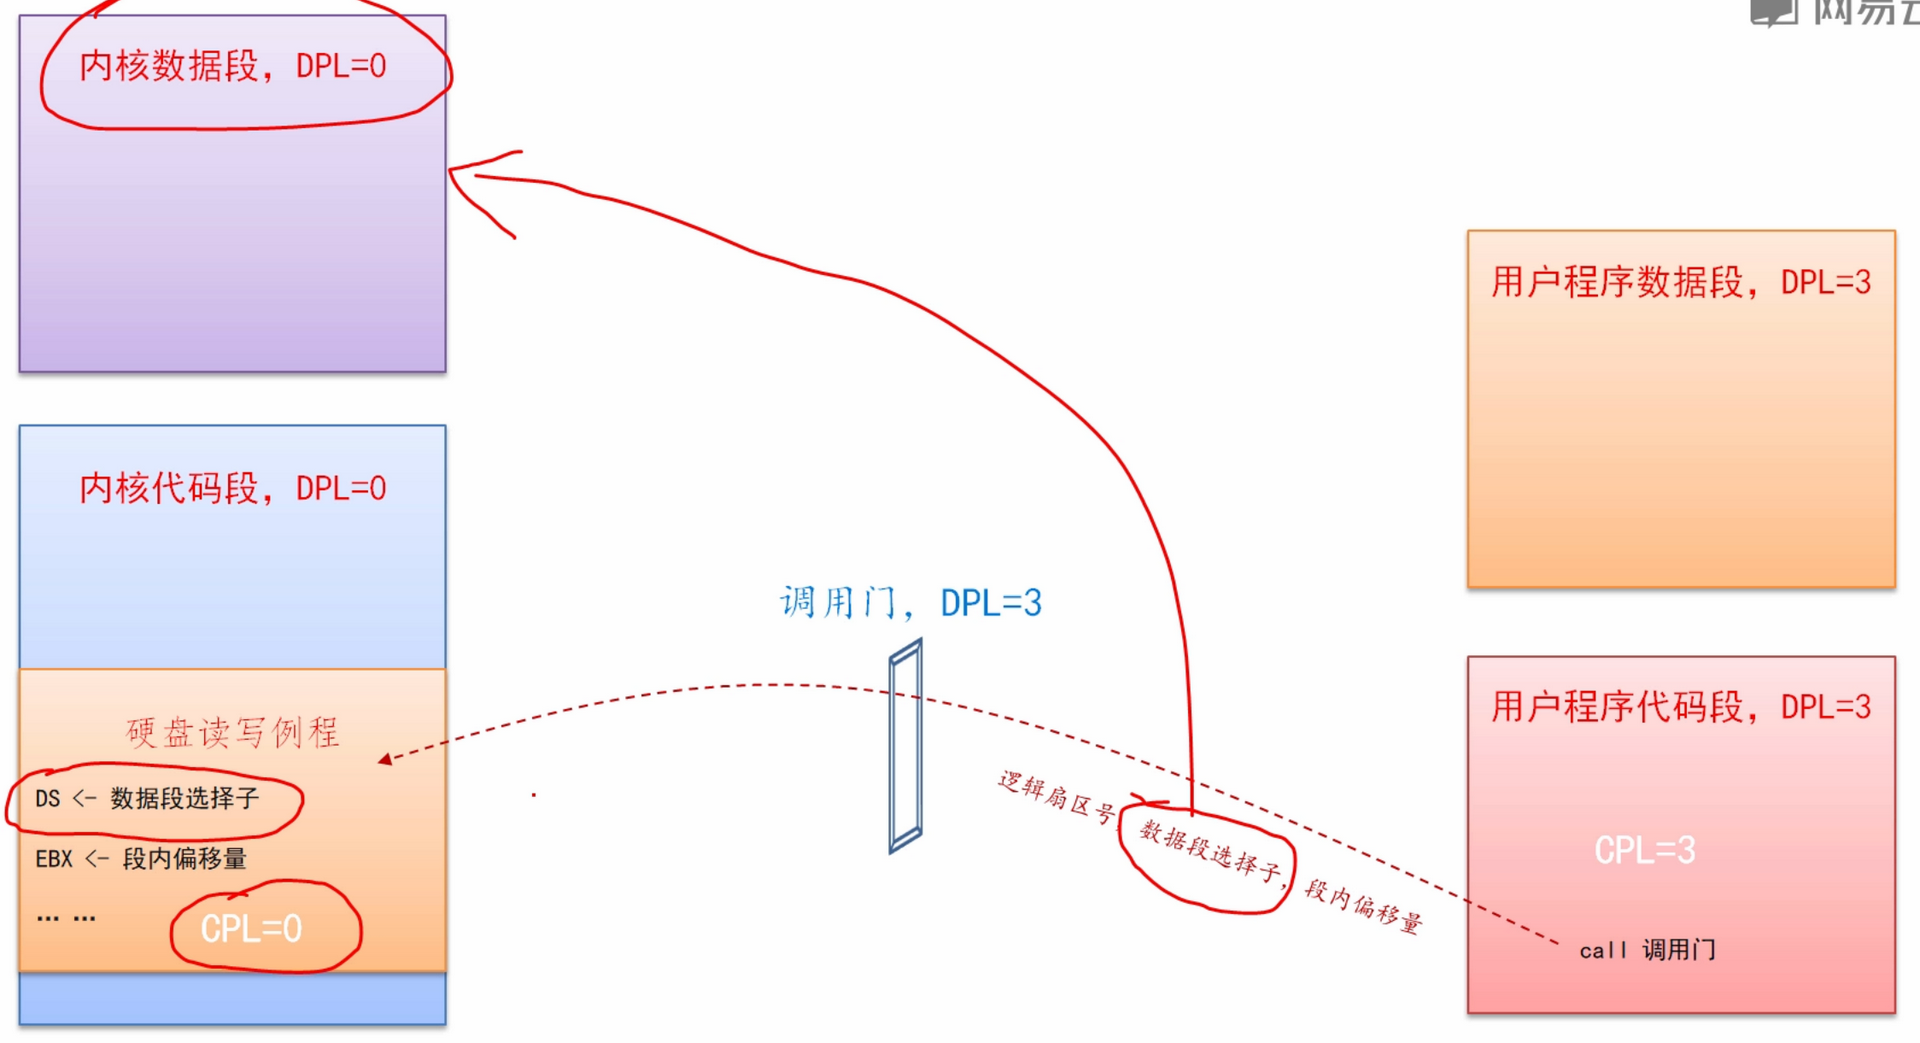 网易云
内核数据段，DPL=0
用户程序数据段，DPL=3
内核代码段，DPL=0
调用门，DPL=3
用户程序代码段，DPL=3
硬盘读写例程
DS <- 数据段选择子
EBX <- 段内偏移量
… …
CPL=0
逻辑扇区号，数据段选择子，段内偏移量
CPL=3
call 调用门